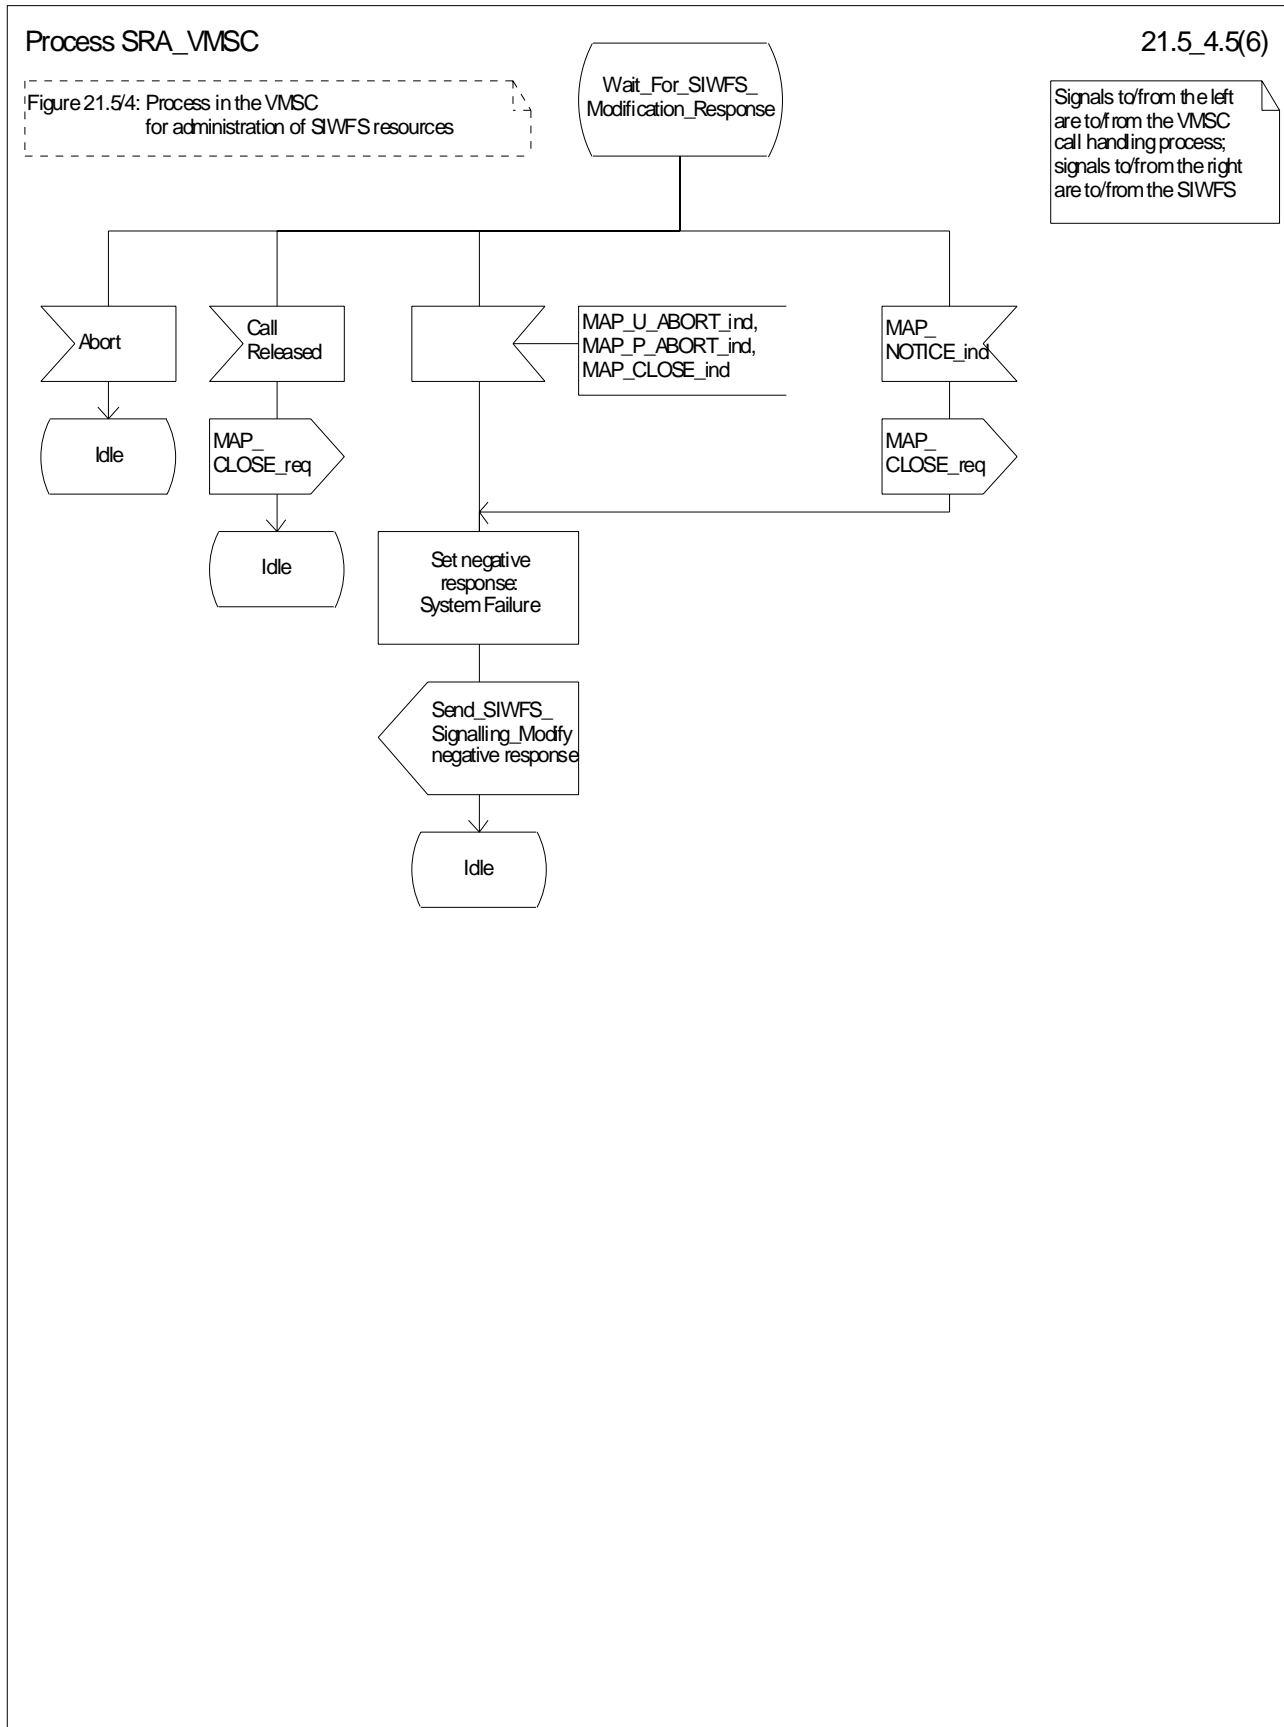 Process SRA_VMSC
21.5_4.5(6)
Figure 21.5/4: Process in the VMSC
for administration of SIWFS resources
Wait_For_SIWFS_
Modification_Response
Signals to/from the left
are to/from the VMSC
call handling process;
signals to/from the right
are to/from the SIWFS
Abort
Call
Released
MAP_U_ABORT_ind,
MAP_P_ABORT_ind,
MAP_CLOSE_ind
MAP_
NOTICE_ind
Idle
MAP_
CLOSE_req
MAP_
CLOSE_req
Idle
Set negative
response:
System Failure
Send_SIWFS_
Signalling_Modify
negative response
Idle